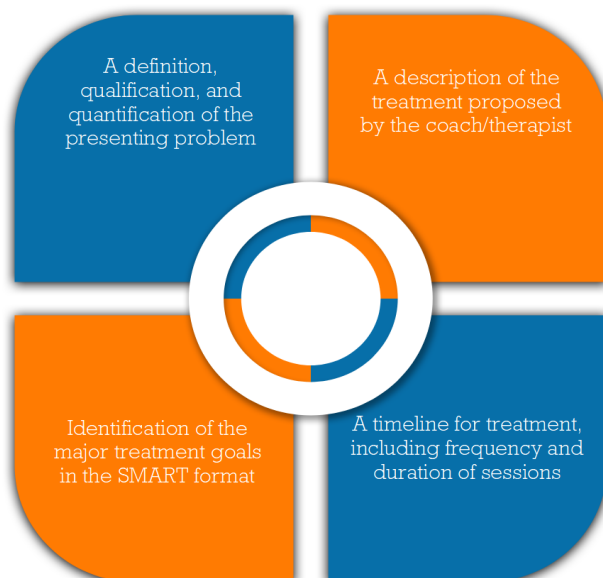 A definition,
qualification, and
quantification of the
presenting problem
A description of the
treatment proposed
by the coach/therapist
Identification of the
major treatment goals
in the SMART format
A timeline for treatment,
including frequency and
duration of sessions